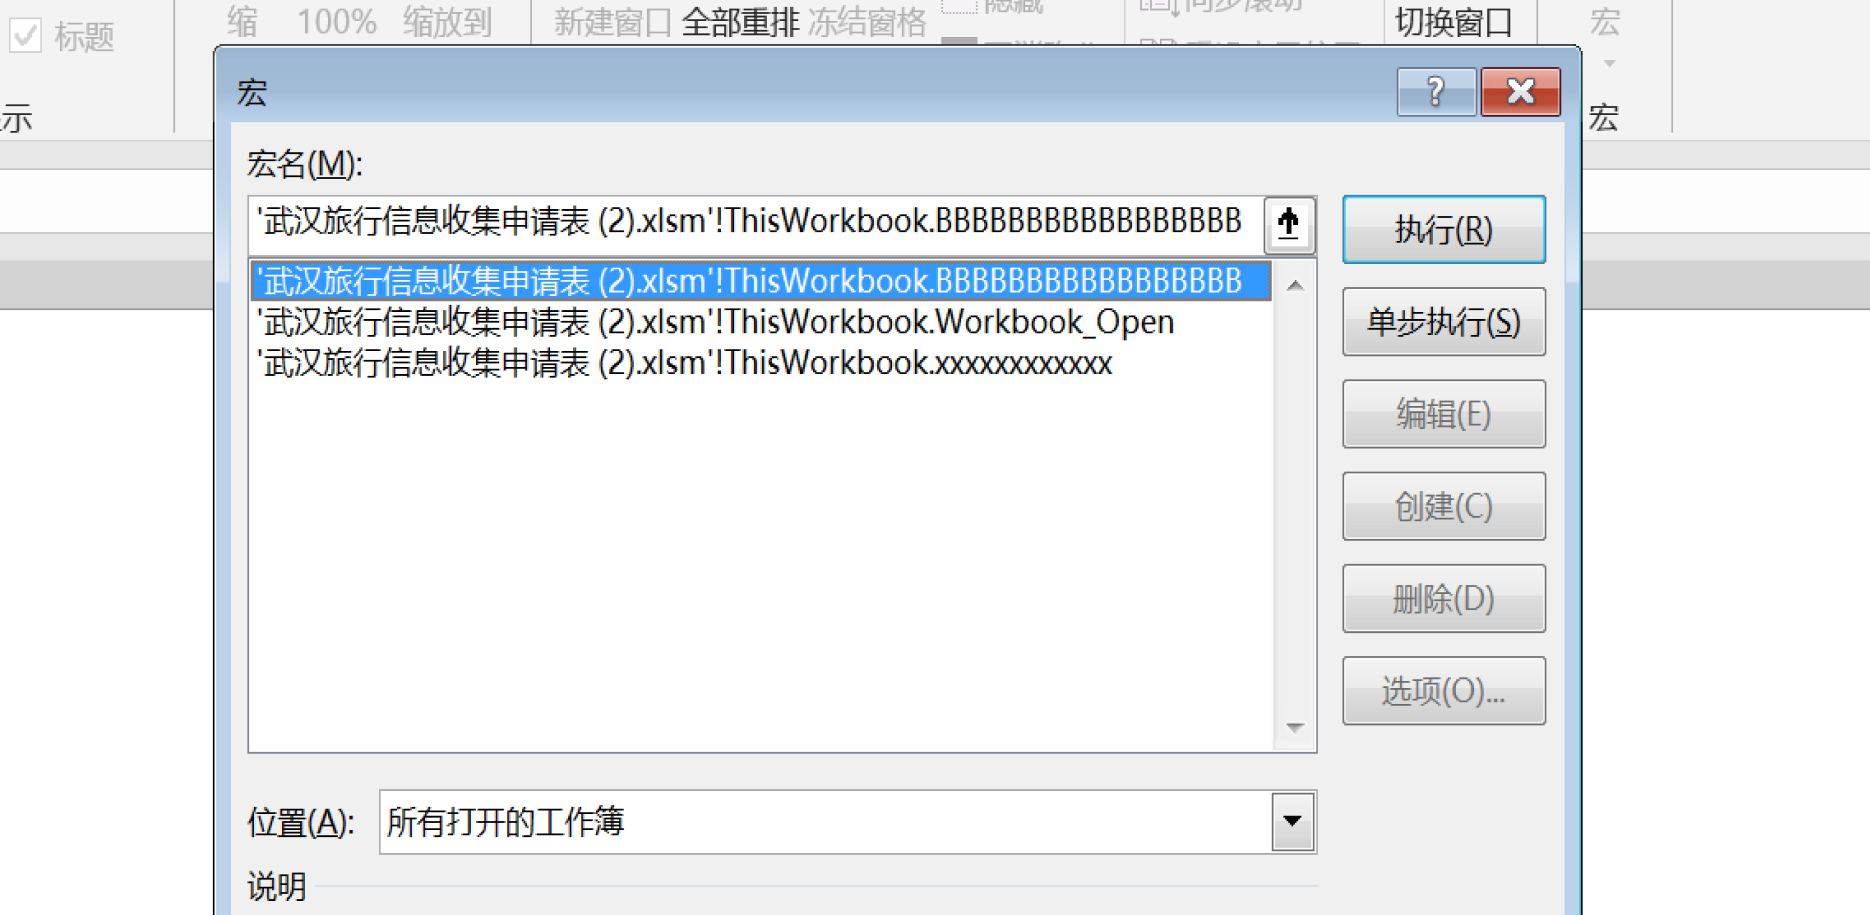 标题
缩 100% 缩放到
新建窗口 全部重排 冻结窗格
隐藏
同步滚动
切换窗口
宏
示
宏
宏
?
宏名(M):
'武汉旅行信息收集申请表 (2).xlsm'!ThisWorkbook.BBBBBBBBBBBBBBBBB
'武汉旅行信息收集申请表 (2).xlsm'!ThisWorkbook.BBBBBBBBBBBBBBBBB
'武汉旅行信息收集申请表 (2).xlsm'!ThisWorkbook.Workbook_Open
'武汉旅行信息收集申请表 (2).xlsm'!ThisWorkbook.xxxxxxxxxxxx
执行(R)
单步执行(S)
编辑(E)
创建(C)
删除(D)
选项(O)...
位置(A): 所有打开的工作簿
说明